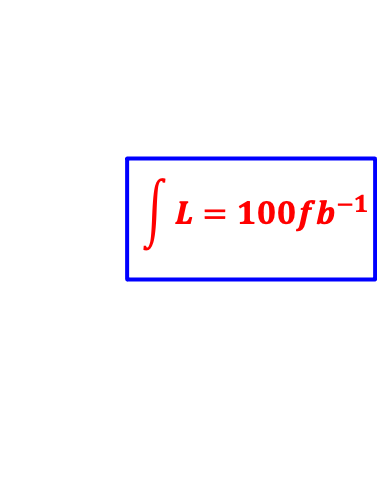 ∫ L = 100fb⁻¹